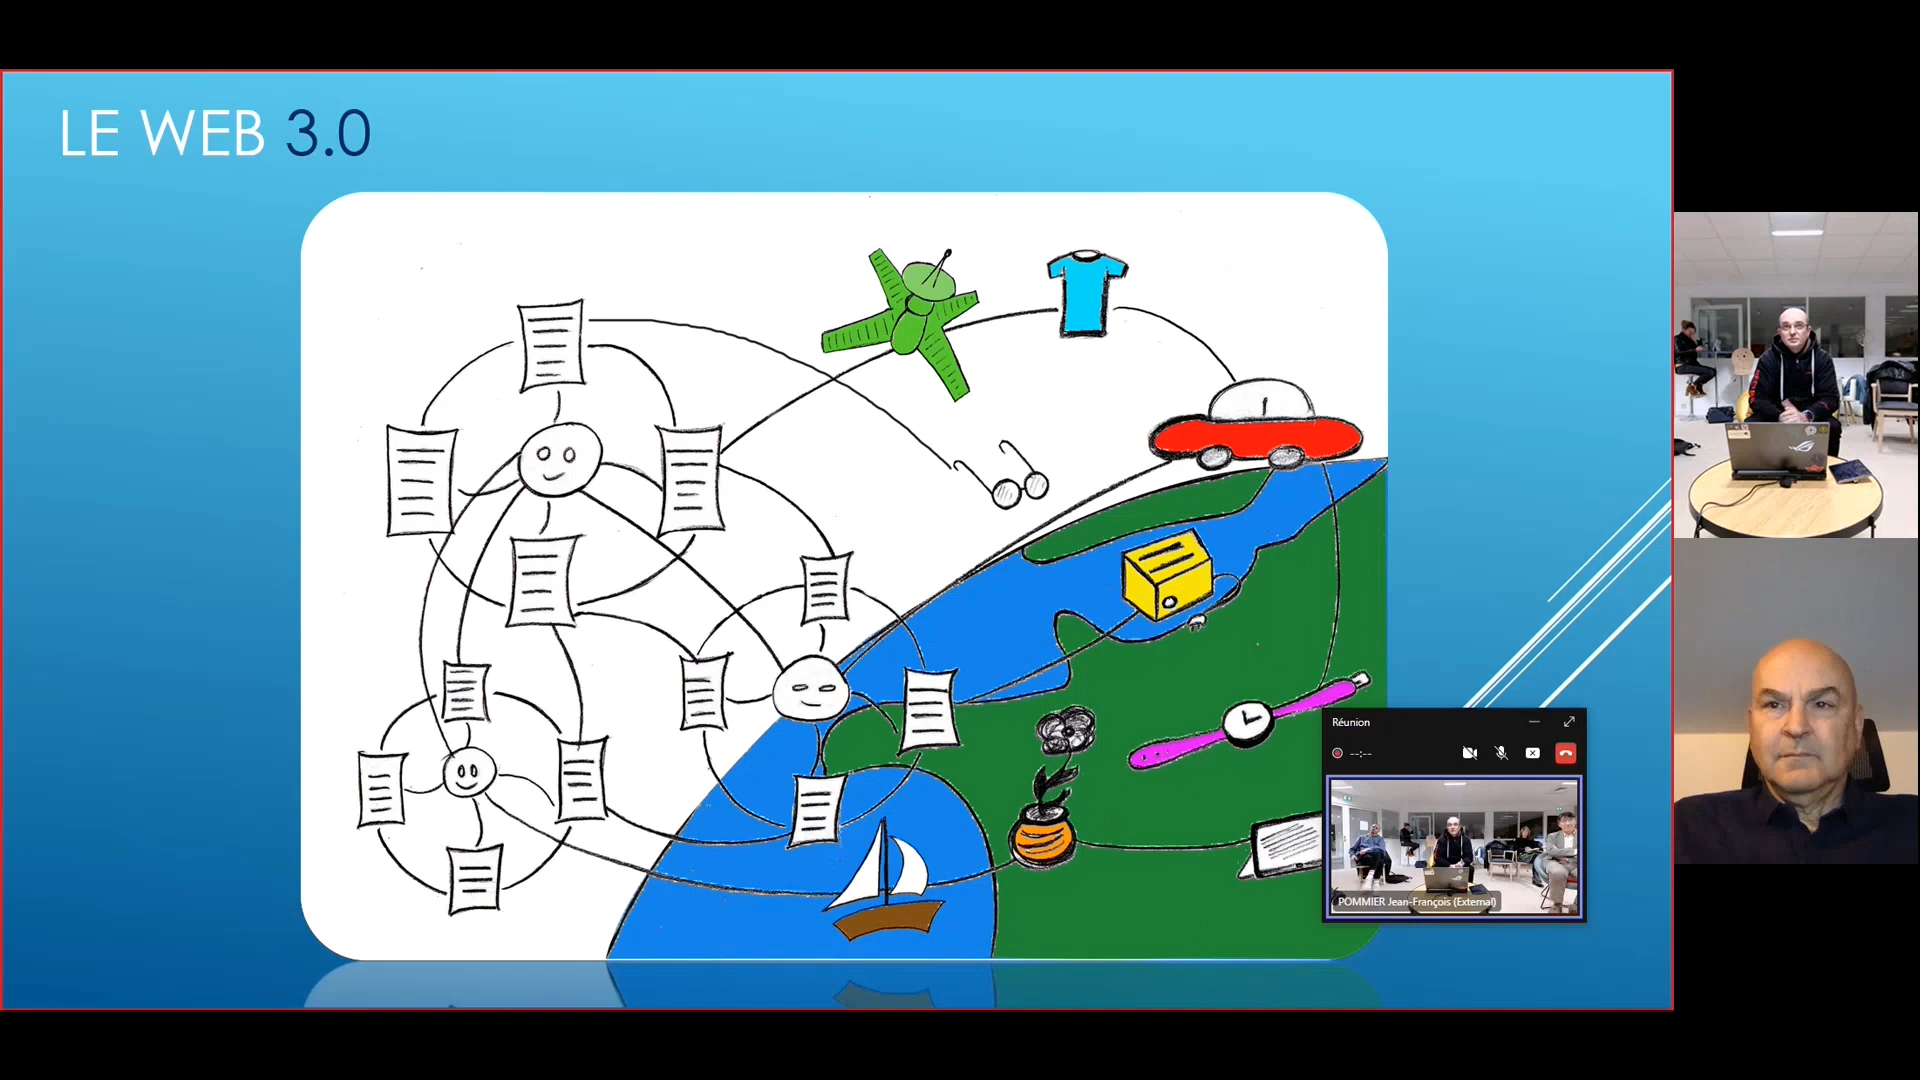 LE WEB 3.0
Réunion
--:--
POMMIER Jean-François (External)